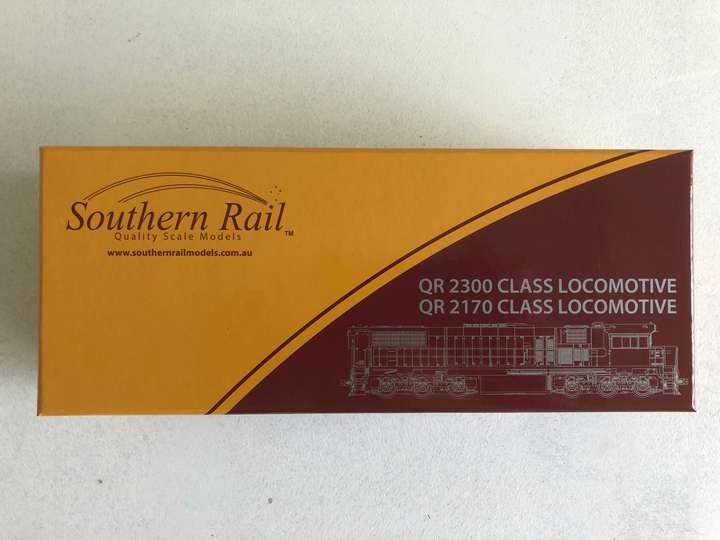 Southern Rail TM
Quality Scale Models
www.southernrailmodels.com.au
QR 2300 CLASS LOCOMOTIVE
QR 2170 CLASS LOCOMOTIVE